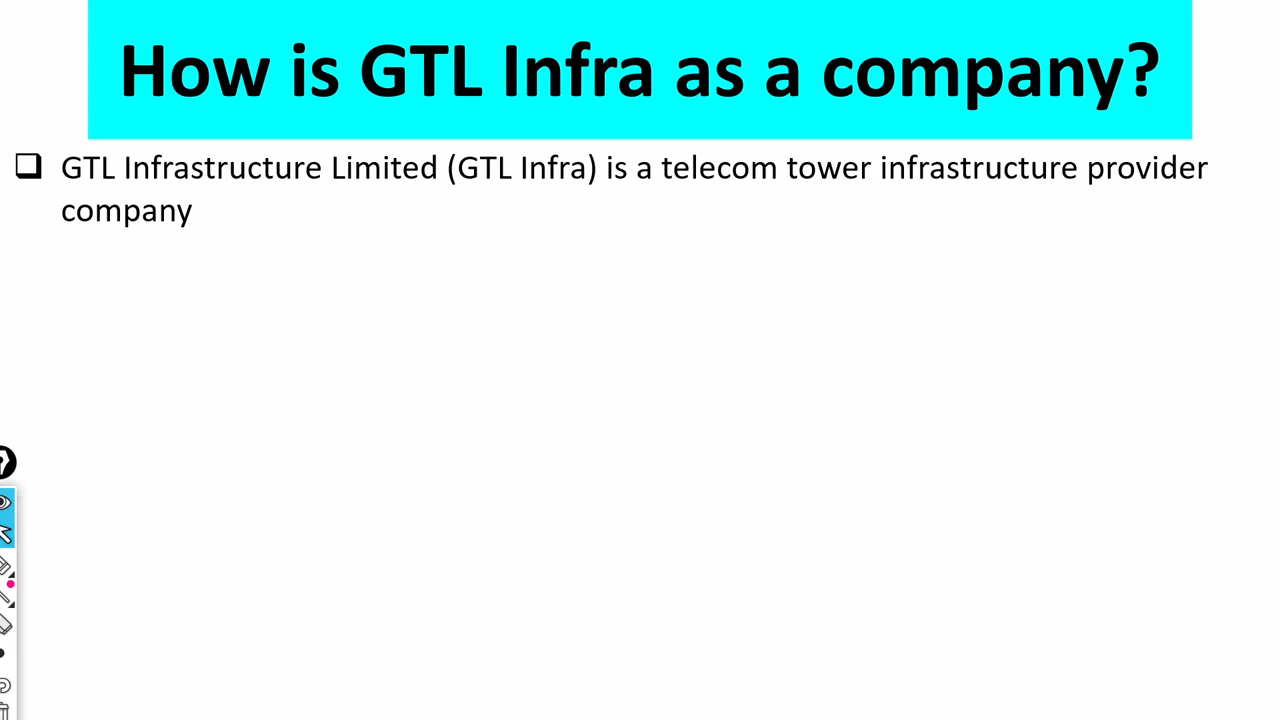 How is GTL Infra as a company?
GTL Infrastructure Limited (GTL Infra) is a telecom tower infrastructure provider
company